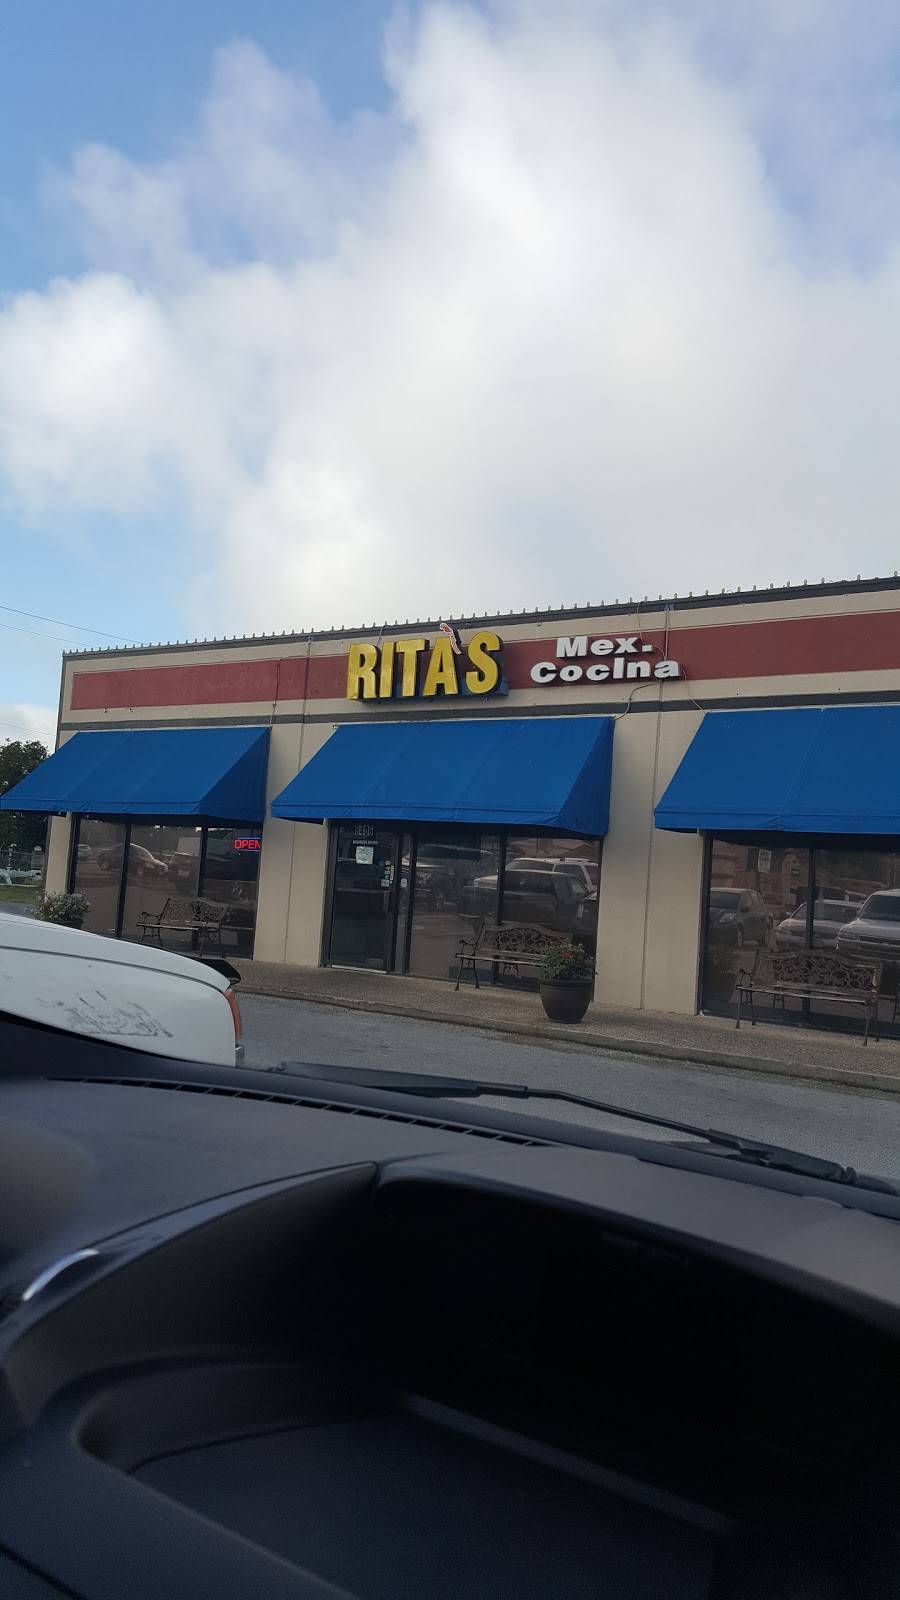 RITA'S
Mex.
CocIna
OPEN